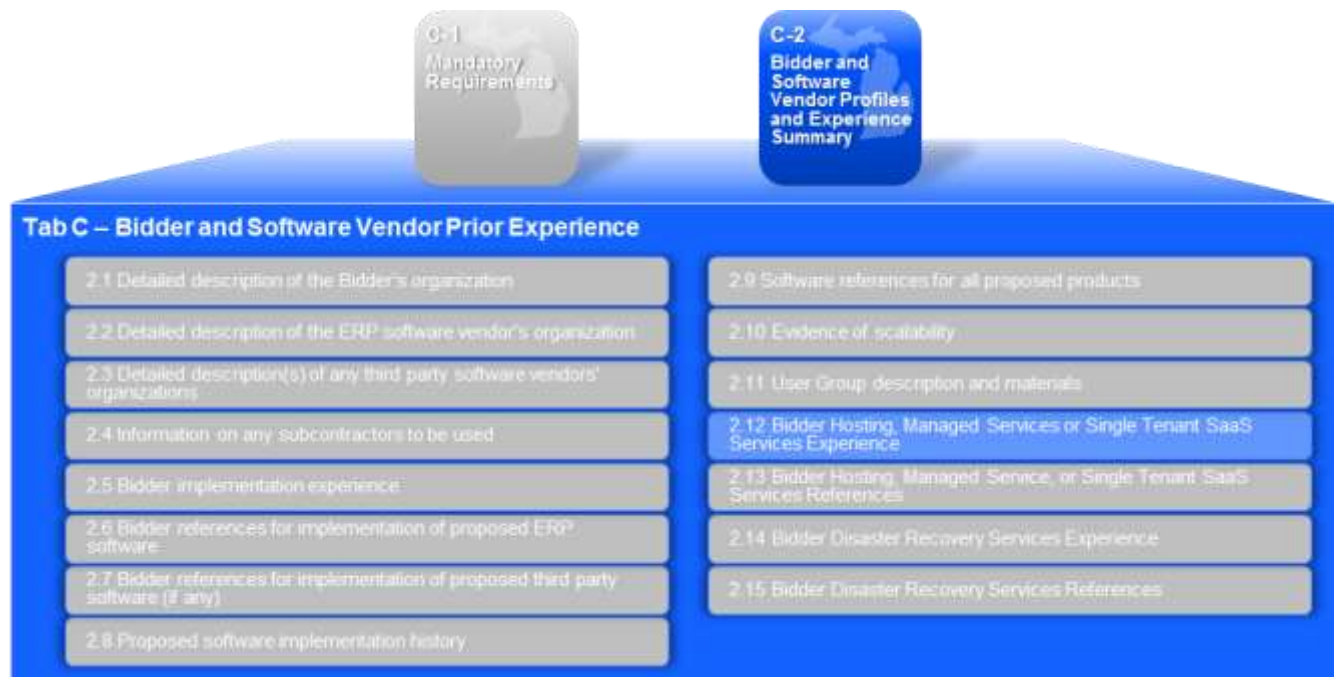 C-1
Mandatory
Requirements
C-2
Bidder and
Software
Vendor Profiles
and Experience
Summary
Tab C – Bidder and Software Vendor Prior Experience
2.1 Detailed description of the Bidder's organization
2.2 Detailed description of the ERP software vendor's organization
2.3 Detailed description(s) of any third party software vendors'
organizations
2.4 Information on any subcontractors to be used
2.5 Bidder implementation experience
2.6 Bidder references for implementation of proposed ERP
software
2.7 Bidder references for implementation of proposed third party
software (if any)
2.8 Proposed software implementation history
2.9 Software references for all proposed products
2.10 Evidence of scalability
2.11 User Group description and materials
2.12 Bidder Hosting, Managed Services or Single Tenant SaaS
Services Experience
2.13 Bidder Hosting, Managed Service, or Single Tenant SaaS
Services References
2.14 Bidder Disaster Recovery Services Experience
2.15 Bidder Disaster Recovery Services References